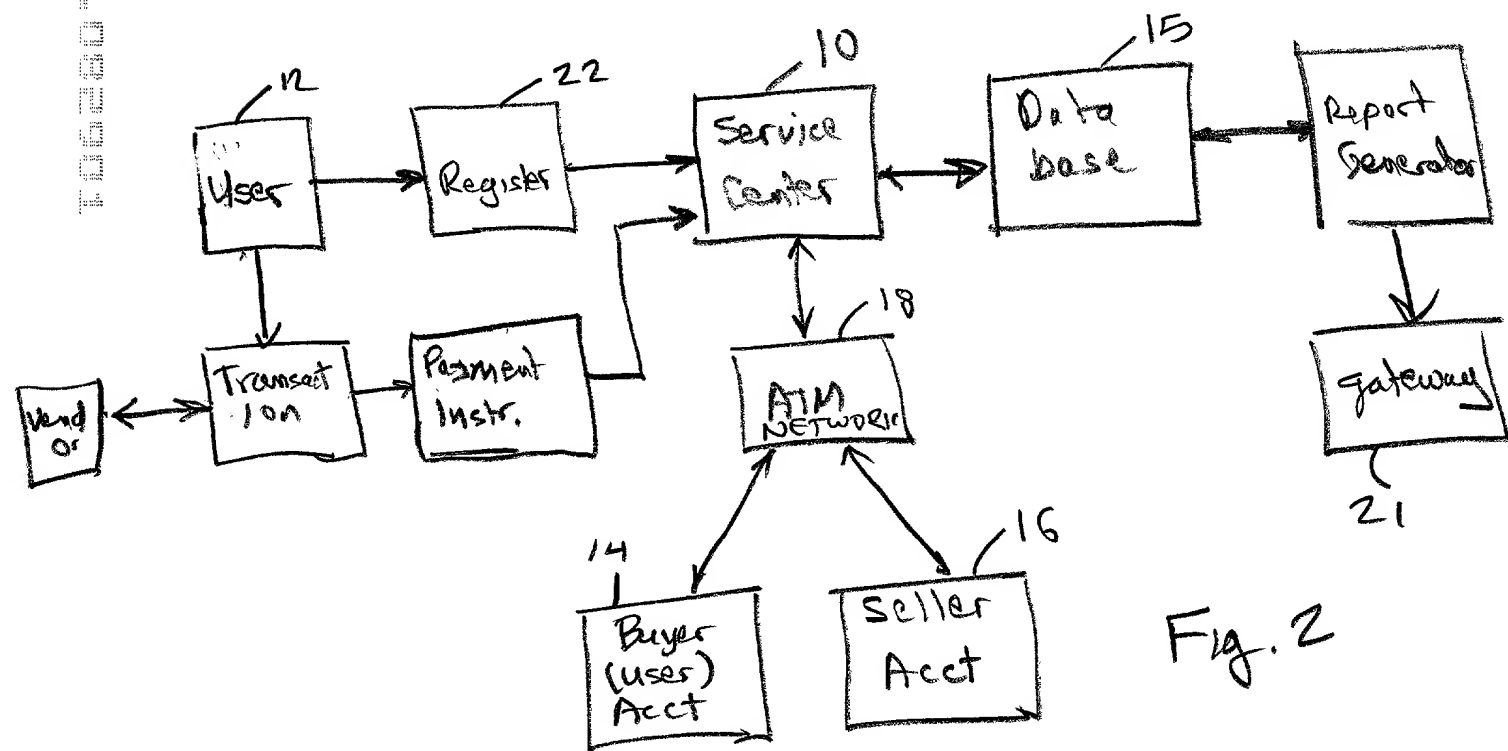 12
22
10
15
User
Register
Service
Center
Data
base
Report
Generator
Vend
or
Transact
ion
Payment
Instr.
18
ATM
NETWORK
gateway
21
14
16
Buyer
(user)
Acct
Seller
Acct
Fig. 2